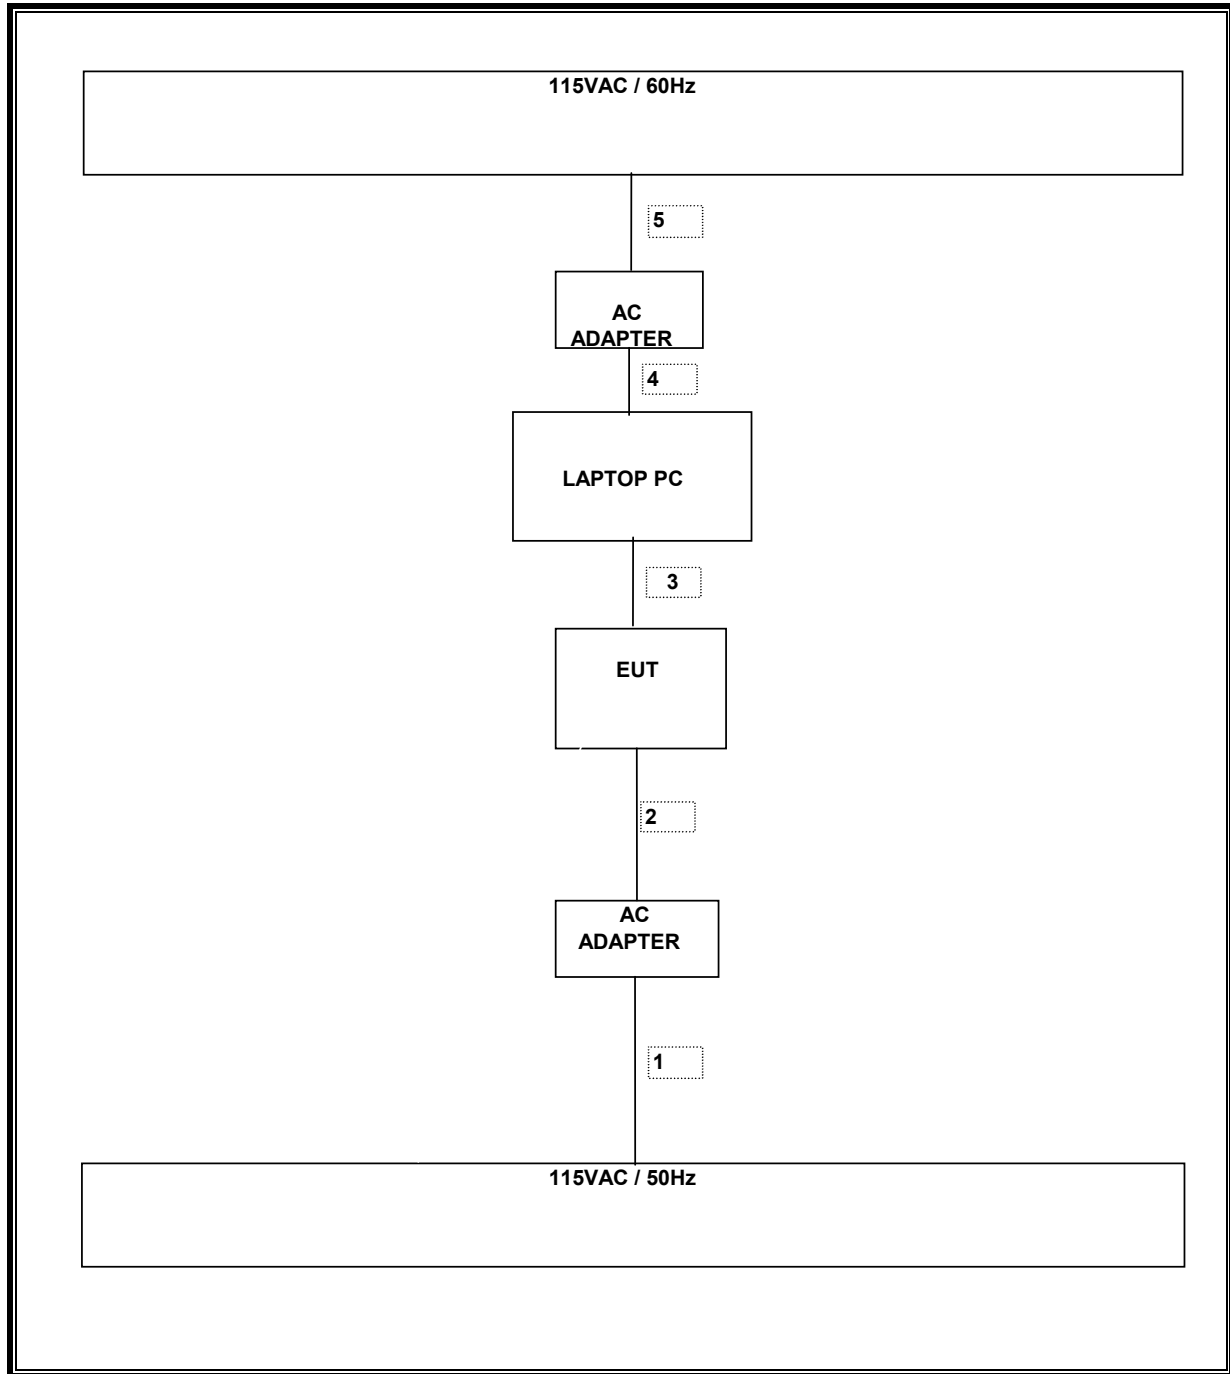 115VAC / 60Hz
5
AC
ADAPTER
4
LAPTOP PC
3
EUT
2
AC
ADAPTER
1
115VAC / 50Hz